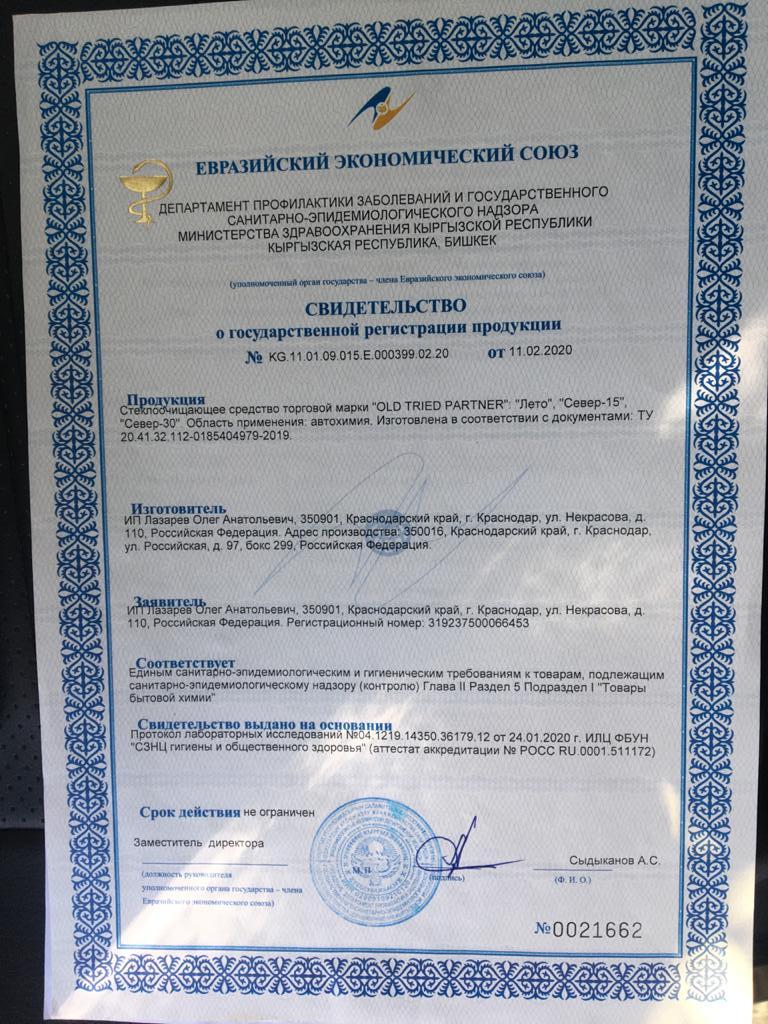 ЕВРАЗИЙСКИЙ ЭКОНОМИЧЕСКИЙ СОЮЗ
ДЕПАРТАМЕНТ ПРОФИЛАКТИКИ ЗАБОЛЕВАНИЙ И ГОСУДАРСТВЕННОГО
САНИТАРНО-ЭПИДЕМИОЛОГИЧЕСКОГО НАДЗОРА
МИНИСТЕРСТВА ЗДРАВООХРАНЕНИЯ КЫРГЫЗСКОЙ РЕСПУБЛИКИ
КЫРГЫЗСКАЯ РЕСПУБЛИКА, БИШКЕК
(уполномоченный орган государства – члена Евразийского экономического союза)
СВИДЕТЕЛЬСТВО
о государственной регистрации продукции
№ KG.11.01.09.015.E.000399.02.20 от 11.02.2020
Продукция
Стеклоочищающее средство торговой марки "OLD TRIED PARTNER": "Лето", "Север-15",
"Север-30". Область применения: автохимия. Изготовлена в соответствии с документами: ТУ
20.41.32.112-0185404979-2019.
Изготовитель
ИП Лазарев Олег Анатольевич, 350901, Краснодарский край, г. Краснодар, ул. Некрасова, д.
110, Российская Федерация. Адрес производства: 350016, Краснодарский край, г. Краснодар,
ул. Российская, д. 97, бокс 299, Российская Федерация.
Заявитель
ИП Лазарев Олег Анатольевич, 350901, Краснодарский край, г. Краснодар, ул. Некрасова, д.
110, Российская Федерация. Регистрационный номер: 319237500066453
Соответствует
Единым санитарно-эпидемиологическим и гигиеническим требованиям к товарам, подлежащим
санитарно-эпидемиологическому надзору (контролю) Глава II Раздел 5 Подраздел I "Товары
бытовой химии"
Свидетельство выдано на основании
Протокол лабораторных исследований №04.1219.14350.36179.12 от 24.01.2020 г. ИЛЦ ФБУН
"СЗНЦ гигиены и общественного здоровья" (аттестат аккредитации № РОСС RU.0001.511172)
Срок действия не ограничен
Заместитель директора
Сыдыканов А.С.
(должность руководителя
уполномоченного органа государства – члена
Евразийского экономического союза)
М. П.
(подпись)
(Ф. И. О.)
№0021662